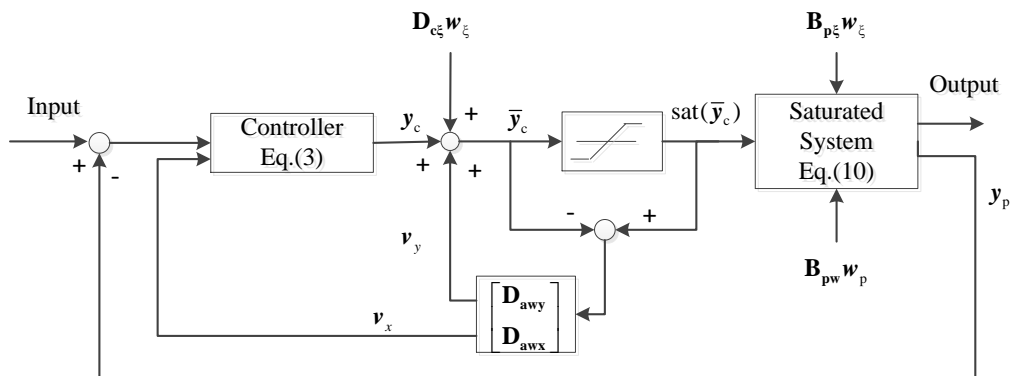 D_cξ w_ξ
B_pξ w_ξ
Input
Output
+
y_c
ȳ_c
sat(ȳ_c)
Controller
Eq.(3)
Saturated
System
Eq.(10)
+
-
+
+
y_p
-
+
v_y
B_pw w_p
D_awy
v_x
D_awx